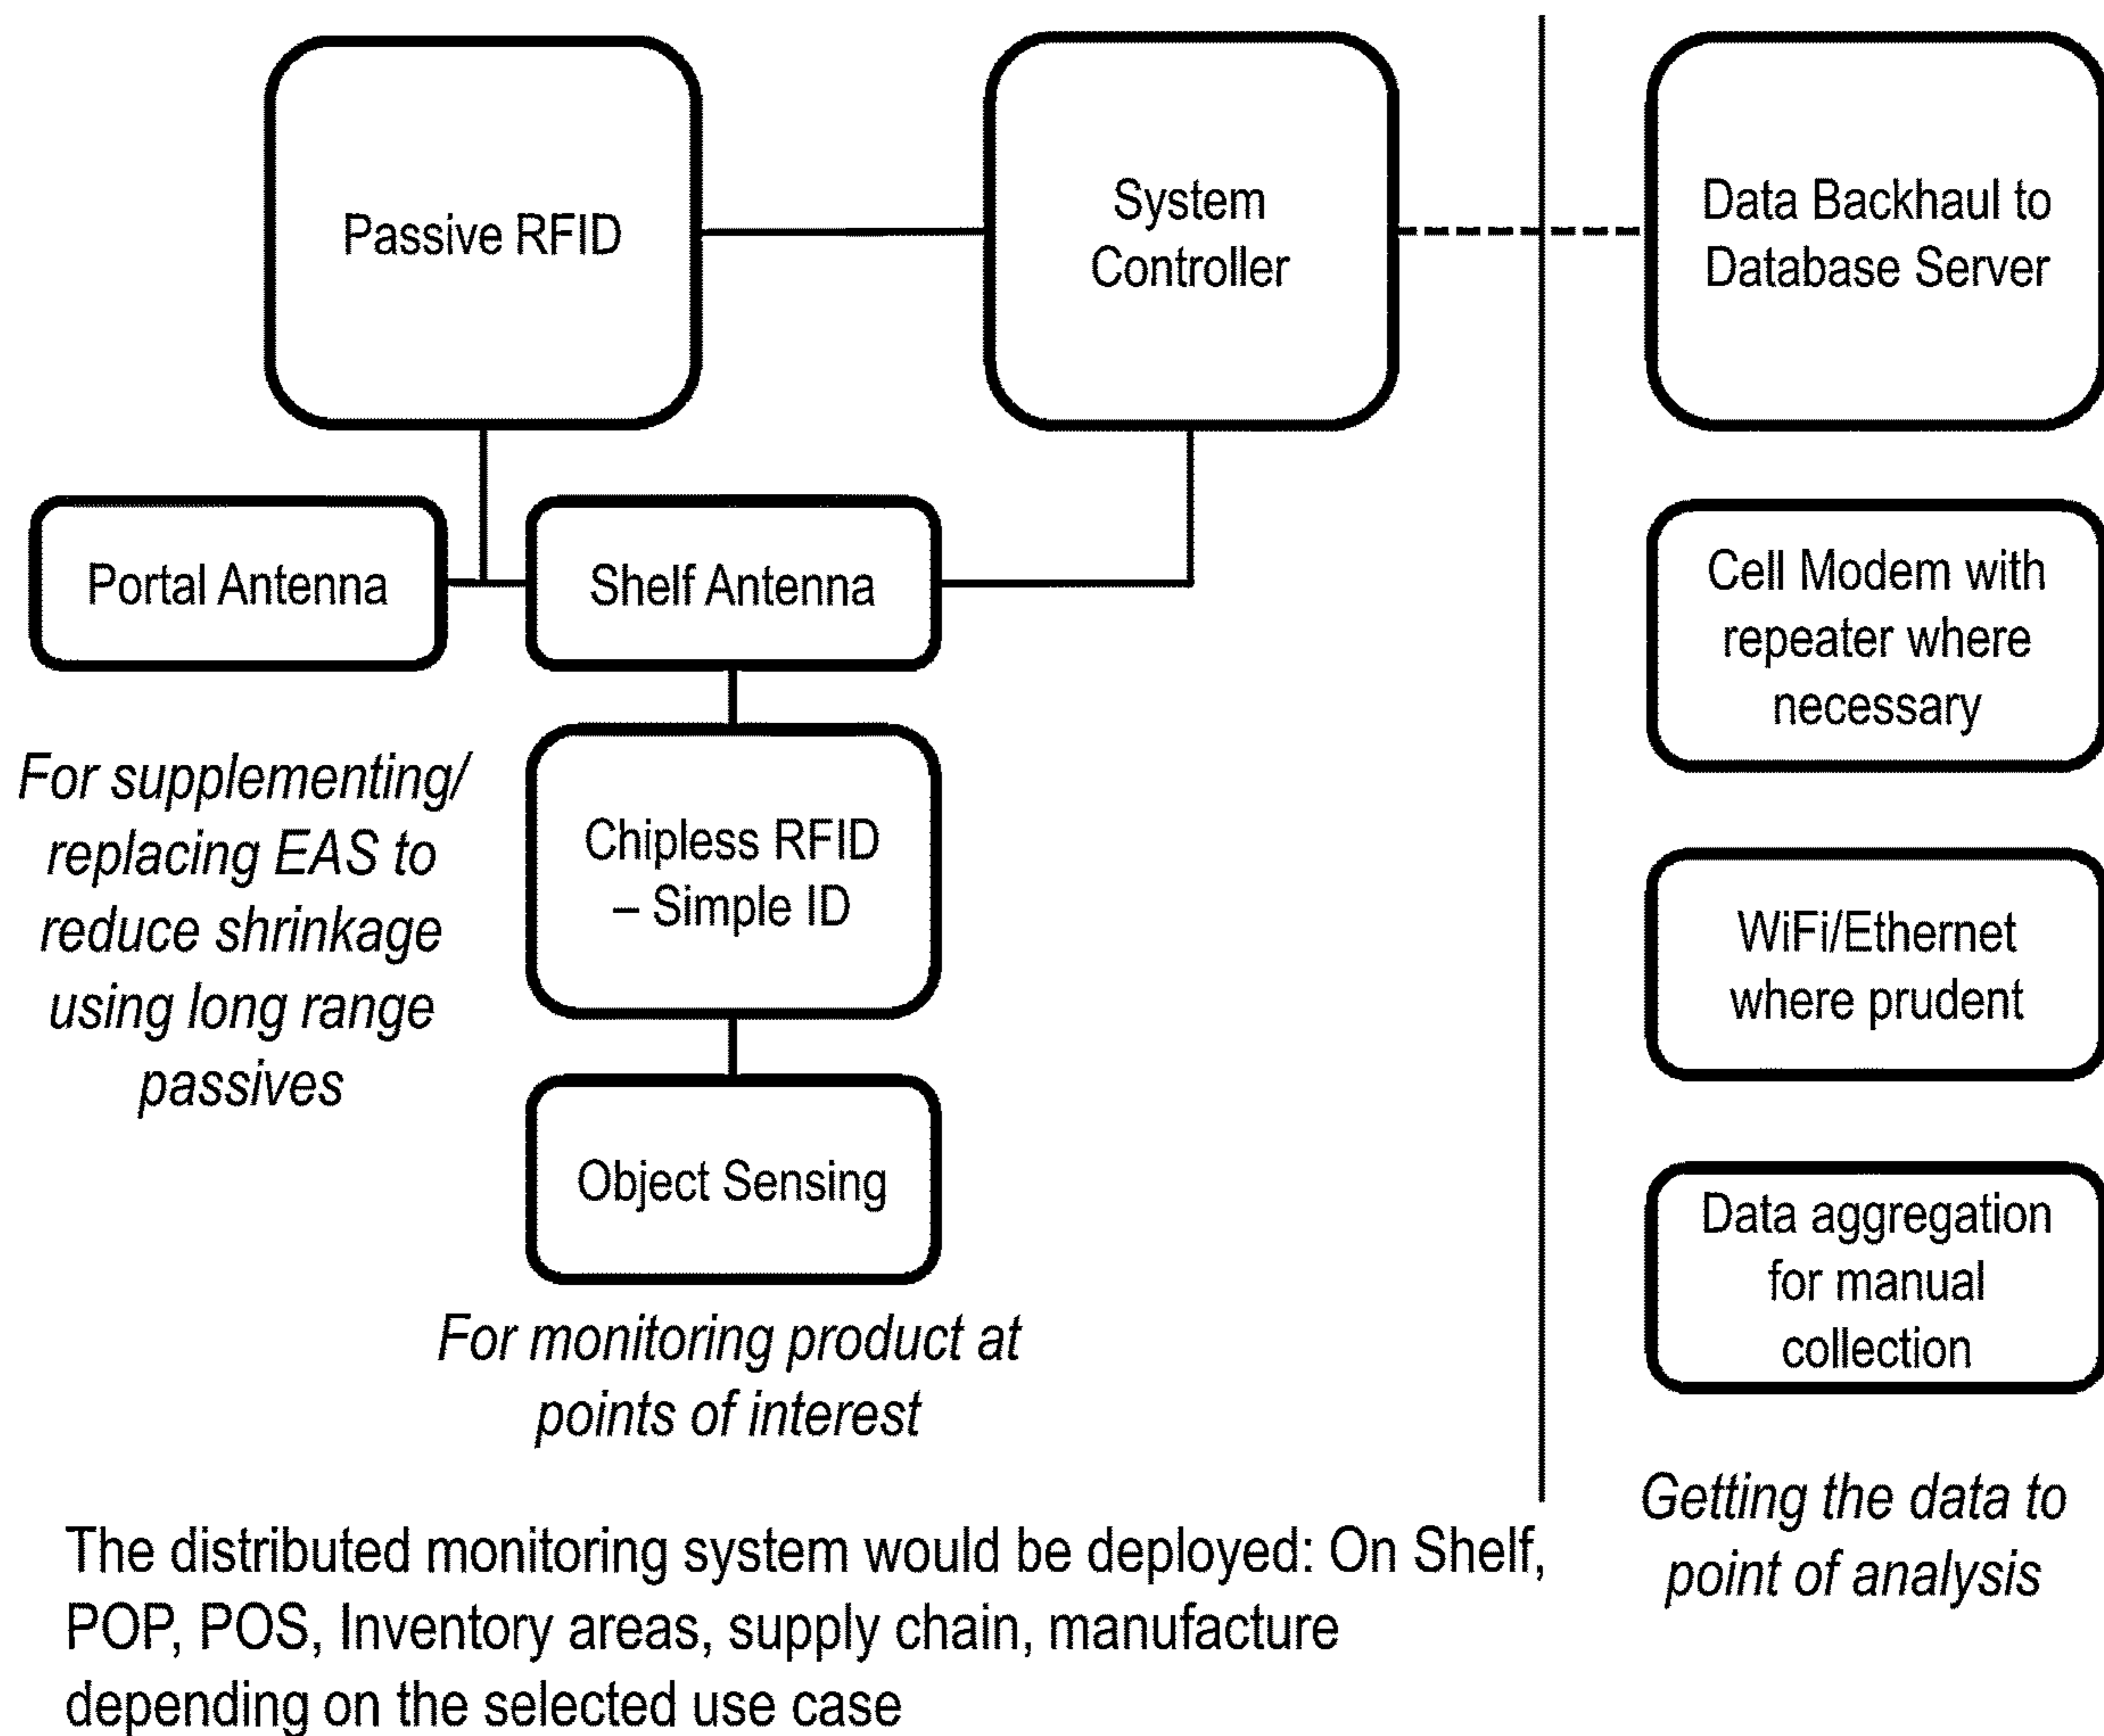 Passive RFID
System
Controller
Data Backhaul to
Database Server
Portal Antenna
Shelf Antenna
Cell Modem with
repeater where
necessary
For supplementing/
replacing EAS to
reduce shrinkage
using long range
passives
Chipless RFID
– Simple ID
WiFi/Ethernet
where prudent
Object Sensing
Data aggregation
for manual
collection
For monitoring product at
points of interest
Getting the data to
point of analysis
The distributed monitoring system would be deployed: On Shelf,
POP, POS, Inventory areas, supply chain, manufacture
depending on the selected use case